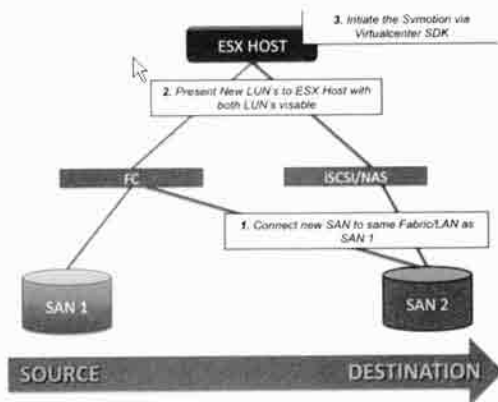 3. Initiate the Svmotion via
Virtualcenter SDK
ESX HOST
2. Present New LUN's to ESX Host with
both LUN's visable
FC
iSCSI/NAS
1. Connect new SAN to same Fabric/LAN as
SAN 1
SAN 1
SAN 2
SOURCE
DESTINATION